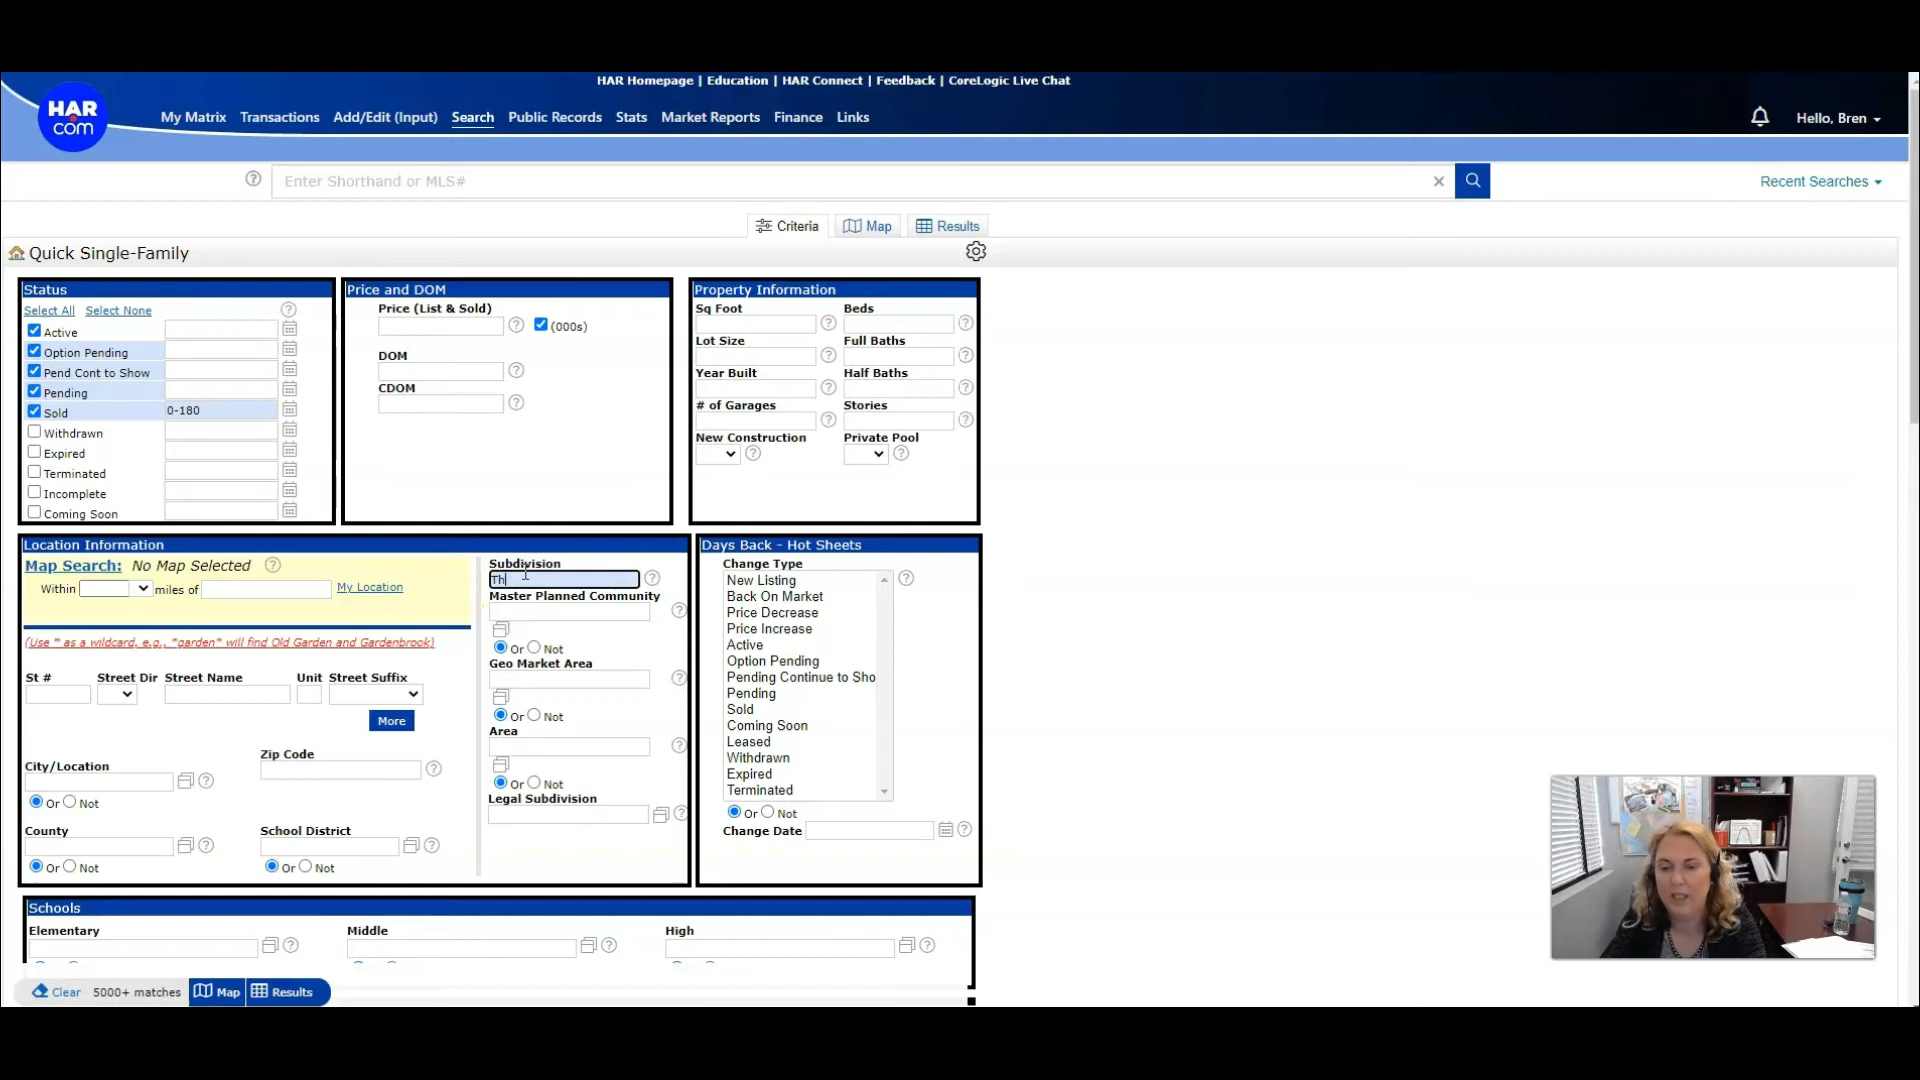 HAR Homepage | Education | HAR Connect | Feedback | CoreLogic Live Chat
HAR
com
My Matrix Transactions Add/Edit (Input) Search Public Records Stats Market Reports Finance Links
Hello, Bren
Enter Shorthand or MLS#
Recent Searches
Criteria Map Results
Quick Single-Family
Status
Select All Select None
Active
Option Pending
Pend Cont to Show
Pending
Sold 0-180
Withdrawn
Expired
Terminated
Incomplete
Coming Soon
Price and DOM
Price (List & Sold)
(000s)
DOM
CDOM
Property Information
Sq Foot Beds
Lot Size Full Baths
Year Built Half Baths
# of Garages Stories
New Construction Private Pool
Location Information
Map Search: No Map Selected
Within miles of My Location
(Use * as a wildcard, e.g., *garden* will find Old Garden and Gardenbrook)
St # Street Dir Street Name Unit Street Suffix
More
City/Location Zip Code
Or Not
County School District
Or Not Or Not
Subdivision
Th
Master Planned Community
Or Not
Geo Market Area
Or Not
Area
Or Not
Legal Subdivision
Days Back - Hot Sheets
Change Type
New Listing
Back On Market
Price Decrease
Price Increase
Active
Option Pending
Pending Continue to Sho
Pending
Sold
Coming Soon
Leased
Withdrawn
Expired
Terminated
Or Not
Change Date
Schools
Elementary Middle High
Clear 5000+ matches Map Results